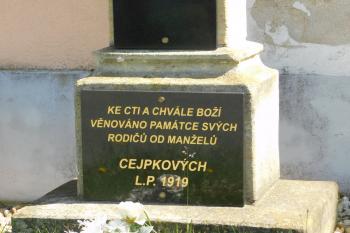 KE CTI A CHVÁLE BOŽÍ
VĚNOVÁNO PAMÁTCE SVÝCH
RODIČŮ OD MANŽELŮ
CEJPKOVÝCH
L.P. 1919